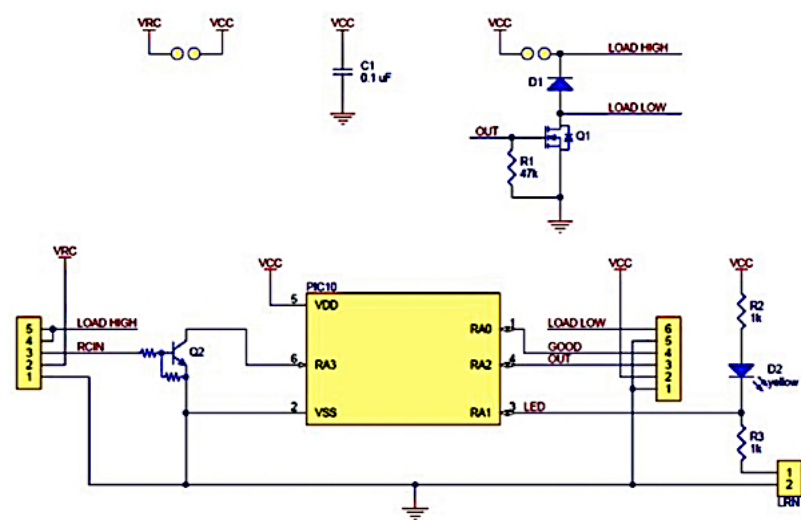 VRC VCC
VCC
C1
0.1 uF
VCC
LOAD HIGH
D1
LOAD LOW
OUT
Q1
R1
47k
VRC
5 LOAD HIGH
4
3 RCIN
2
1
Q2
VCC
PIC10
5 VDD
6 RA3
2 VSS
RA0 1
RA2 4
RA1 3
VCC
LOAD LOW 6
5
GOOD 4
OUT 3
2
1
LED
VCC
R2
1k
D2
yellow
R3
1k
1
2
LRN